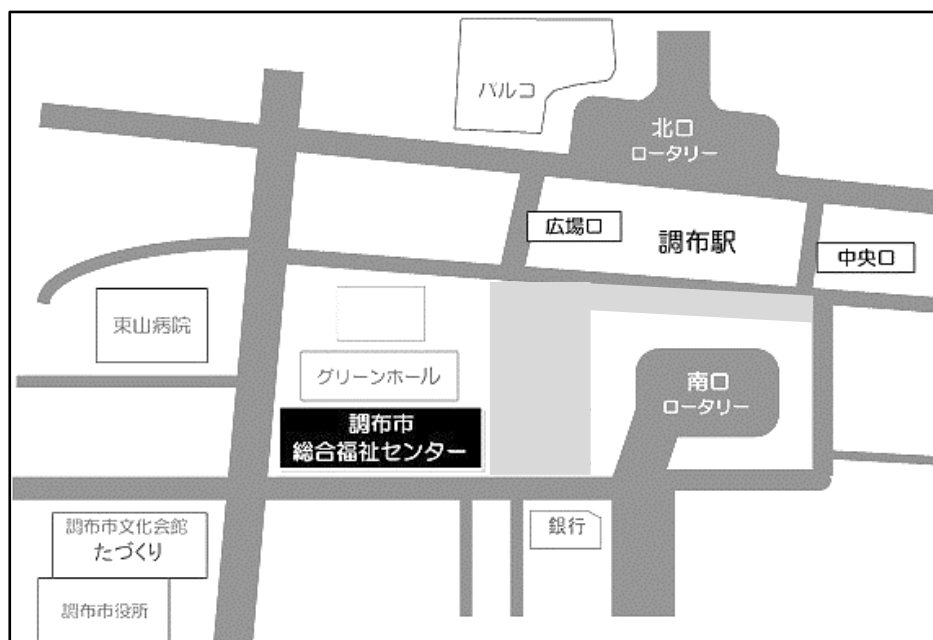 パルコ
北口
ロータリー
広場口
調布駅
中央口
東山病院
グリーンホール
南口
ロータリー
調布市
総合福祉センター
調布市文化会館
たづくり
銀行
調布市役所